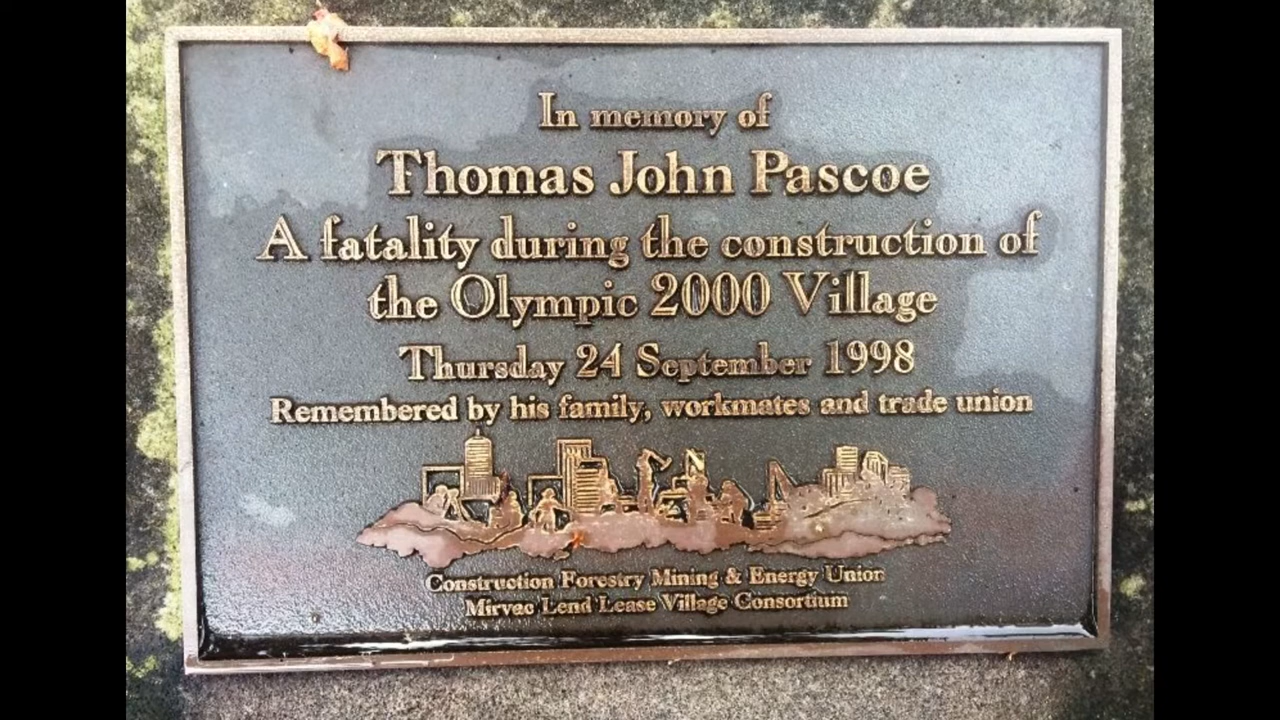 In memory of
Thomas John Pascoe
A fatality during the construction of
the Olympic 2000 Village
Thursday 24 September 1998
Remembered by his family, workmates and trade union
Construction Forestry Mining & Energy Union
Mirvac Lend Lease Village Consortium